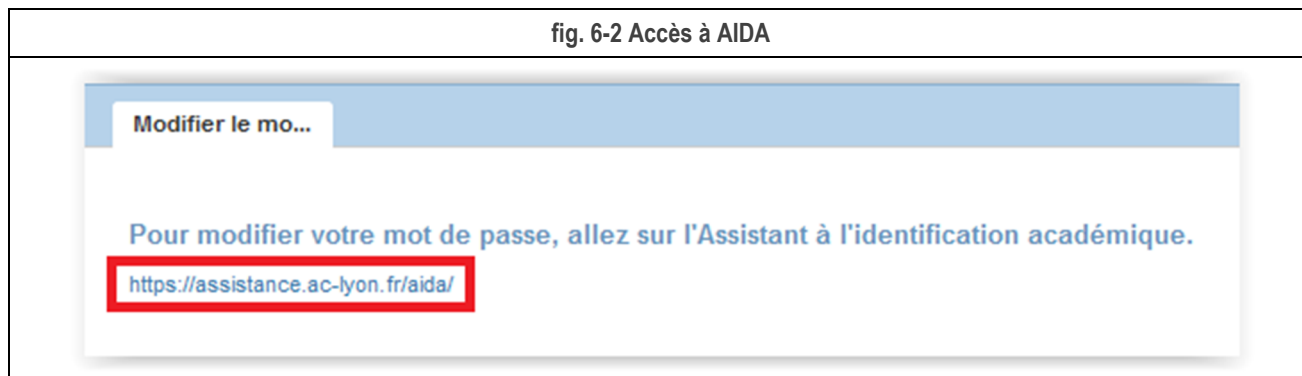 fig. 6-2 Accès à AIDA
Modifier le mo...
Pour modifier votre mot de passe, allez sur l'Assistant à l'identification académique.
https://assistance.ac-lyon.fr/aida/